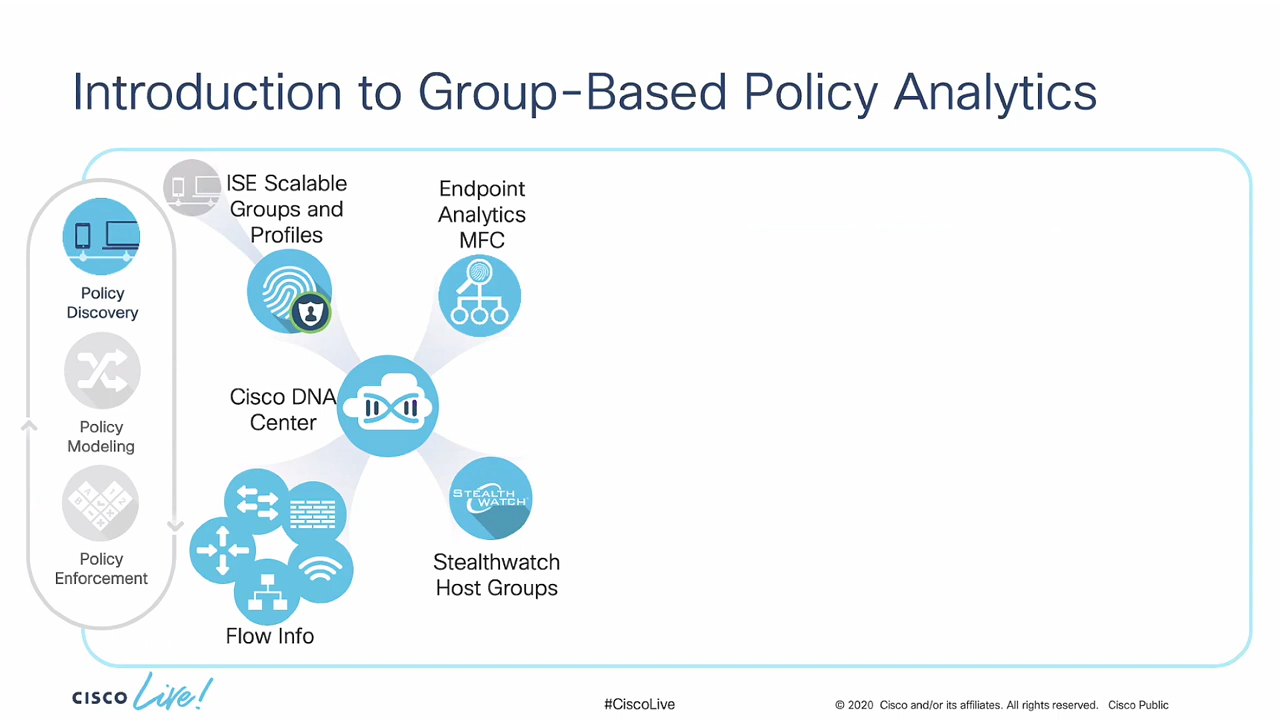 Introduction to Group-Based Policy Analytics
Policy
Discovery
Policy
Modeling
Policy
Enforcement
ISE Scalable
Groups and
Profiles
Endpoint
Analytics
MFC
Cisco DNA
Center
STEALTH
WATCH
Stealthwatch
Host Groups
Flow Info
CISCO Live!
#CiscoLive
© 2020 Cisco and/or its affiliates. All rights reserved. Cisco Public